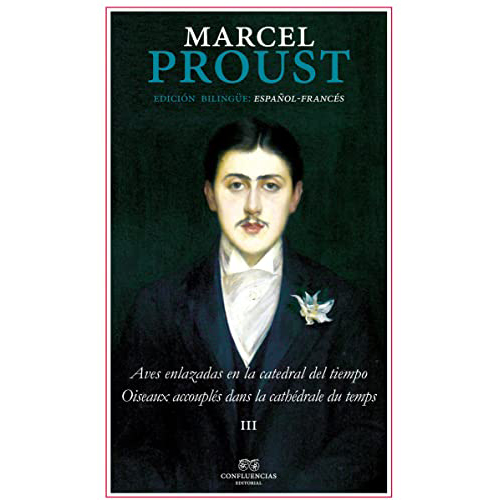 MARCEL
PROUST
EDICIÓN BILINGÜE: ESPAÑOL-FRANCÉS
Aves enlazadas en la catedral del tiempo
Oiseaux accouplés dans la cathédrale du temps
III
CONFLUENCIAS
EDITORIAL